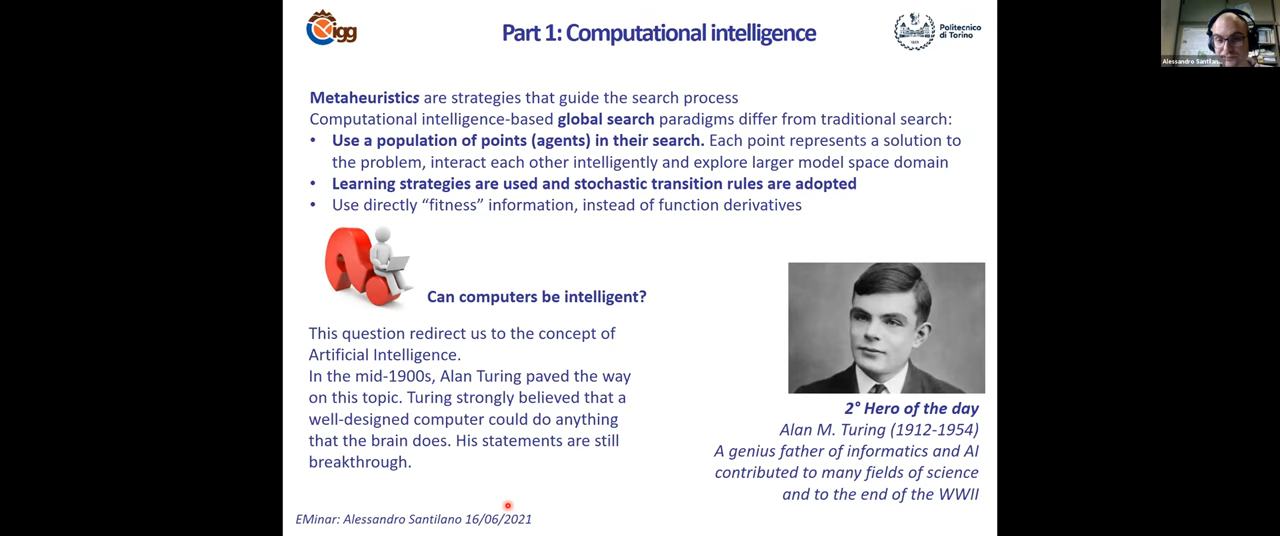 igg
Part 1: Computational intelligence
Politecnico
di Torino
Alessandro Santilan
Metaheuristics are strategies that guide the search process
Computational intelligence-based global search paradigms differ from traditional search:
• Use a population of points (agents) in their search. Each point represents a solution to
the problem, interact each other intelligently and explore larger model space domain
• Learning strategies are used and stochastic transition rules are adopted
• Use directly “fitness” information, instead of function derivatives
Can computers be intelligent?
This question redirect us to the concept of
Artificial Intelligence.
In the mid-1900s, Alan Turing paved the way
on this topic. Turing strongly believed that a
well-designed computer could do anything
that the brain does. His statements are still
breakthrough.
2° Hero of the day
Alan M. Turing (1912-1954)
A genius father of informatics and AI
contributed to many fields of science
and to the end of the WWII
EMinar: Alessandro Santilano 16/06/2021